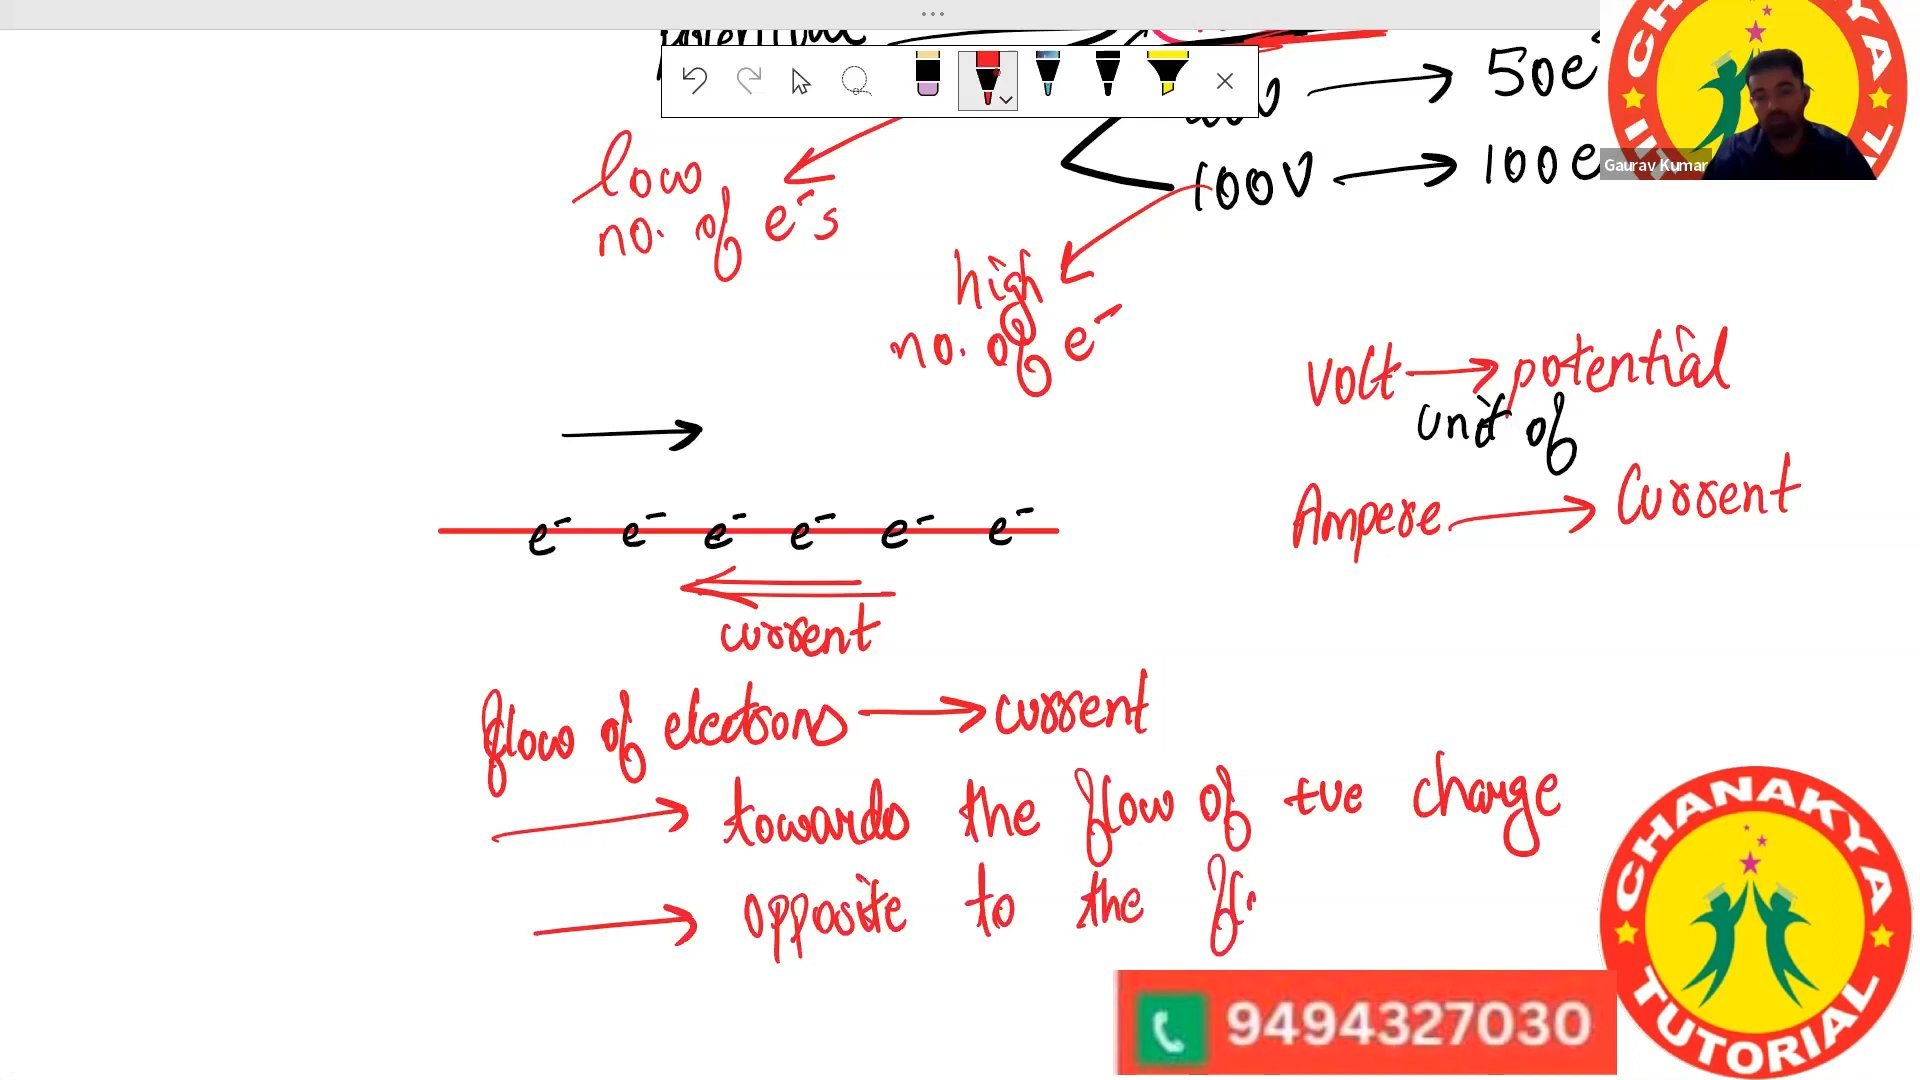 50e
100V → 100e
Gaurav Kumar
low
no. of e⁻s
high
no. of e⁻
Volt → potential
unit of
Ampere → Current
→
e⁻ e⁻ e⁻ e⁻ e⁻ e⁻
current
flow of electrons → current
→ towards the flow of +ve charge
→ opposite to the
CHANAKYA
TUTORIAL
9494327030